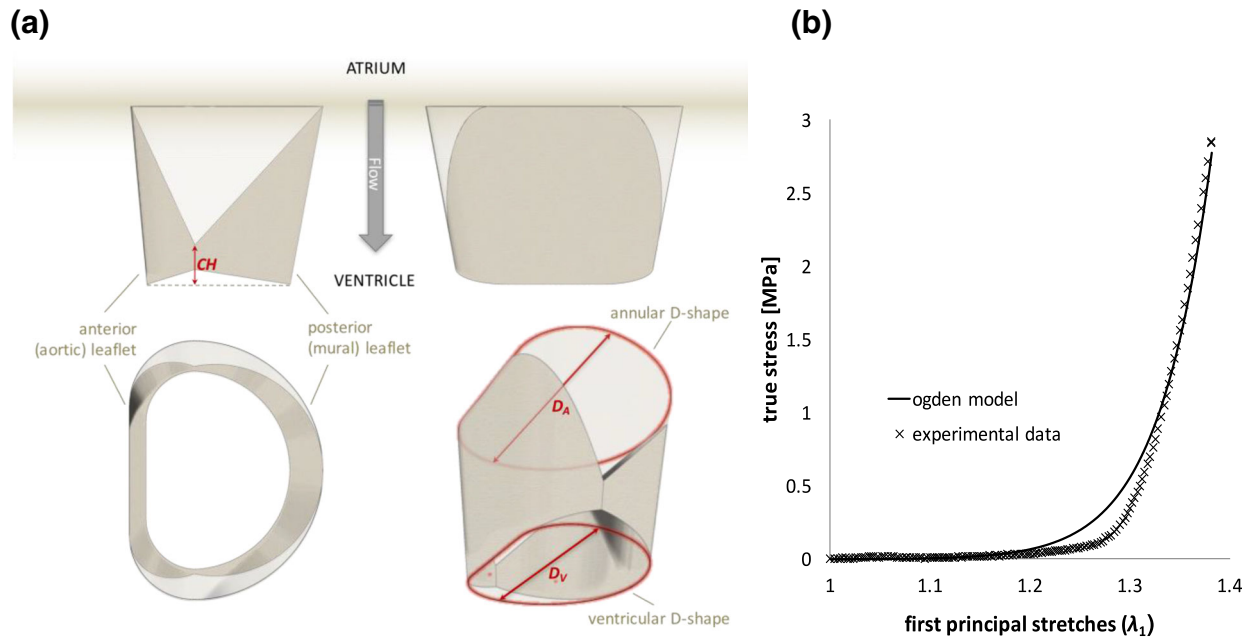 (a)
ATRIUM
Flow
CH
VENTRICLE
anterior
(aortic) leaflet
posterior
(mural) leaflet
annular D-shape
D_A
D_V
ventricular D-shape
(b)
true stress [MPa]
3
2.5
2
1.5
1
0.5
0
ogden model
experimental data
1
1.1
1.2
1.3
1.4
first principal stretches (λ₁)